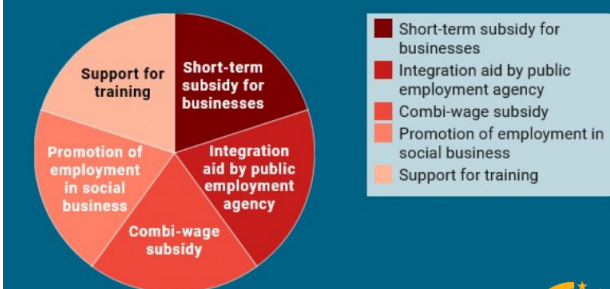 Short-term
subsidy for
businesses
Integration
aid by public
employment
agency
Combi-wage
subsidy
Promotion of
employment
in social
business
Support for
training
Short-term subsidy for
businesses
Integration aid by public
employment agency
Combi-wage subsidy
Promotion of employment in
social business
Support for training